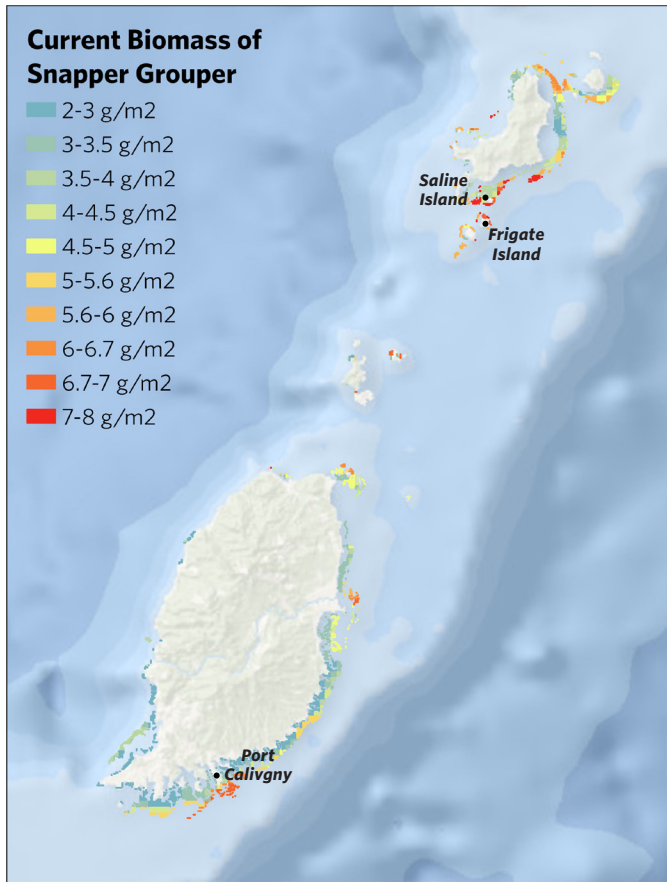 Current Biomass of
Snapper Grouper
2-3 g/m2
3-3.5 g/m2
3.5-4 g/m2
4-4.5 g/m2
4.5-5 g/m2
5-5.6 g/m2
5.6-6 g/m2
6-6.7 g/m2
6.7-7 g/m2
7-8 g/m2
Saline
Island
Frigate
Island
Port
Calivgny